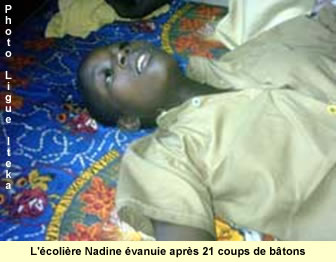 Photo Ligue Iteka
L'écolière Nadine évanuie après 21 coups de bâtons